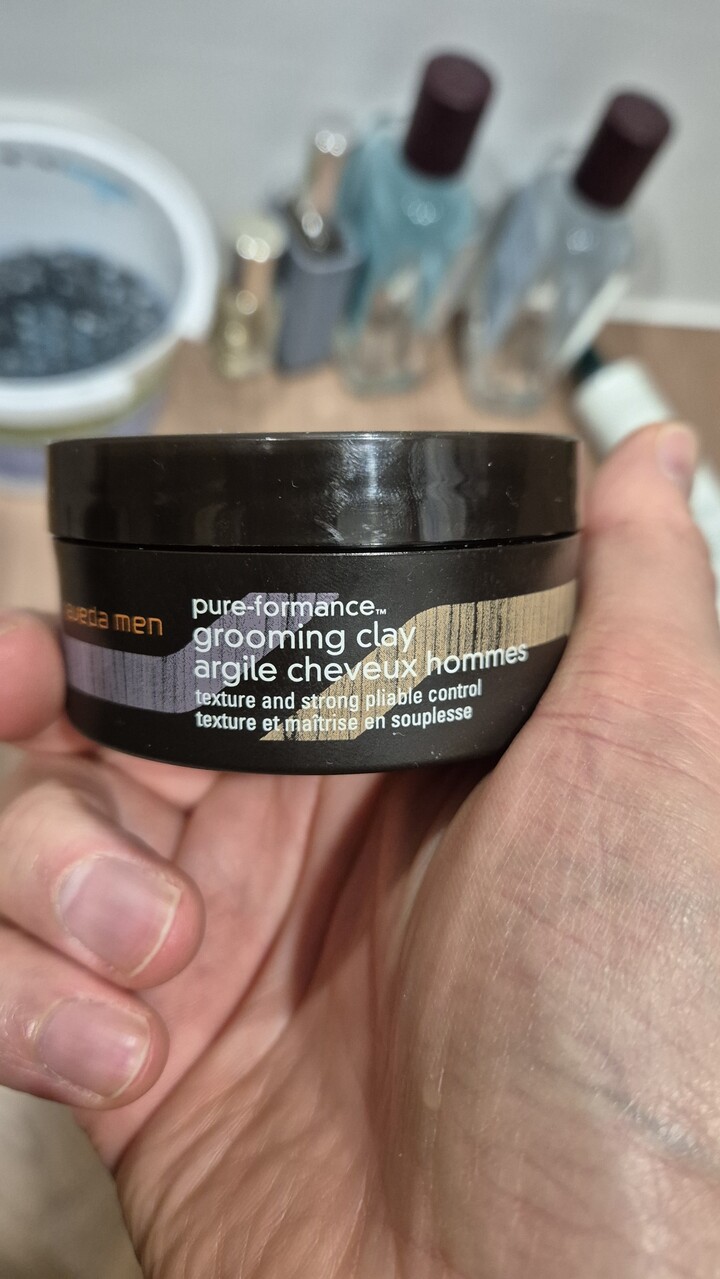 aveda men
pure-formance™
grooming clay
argile cheveux hommes
texture and strong pliable control
texture et maîtrise en souplesse